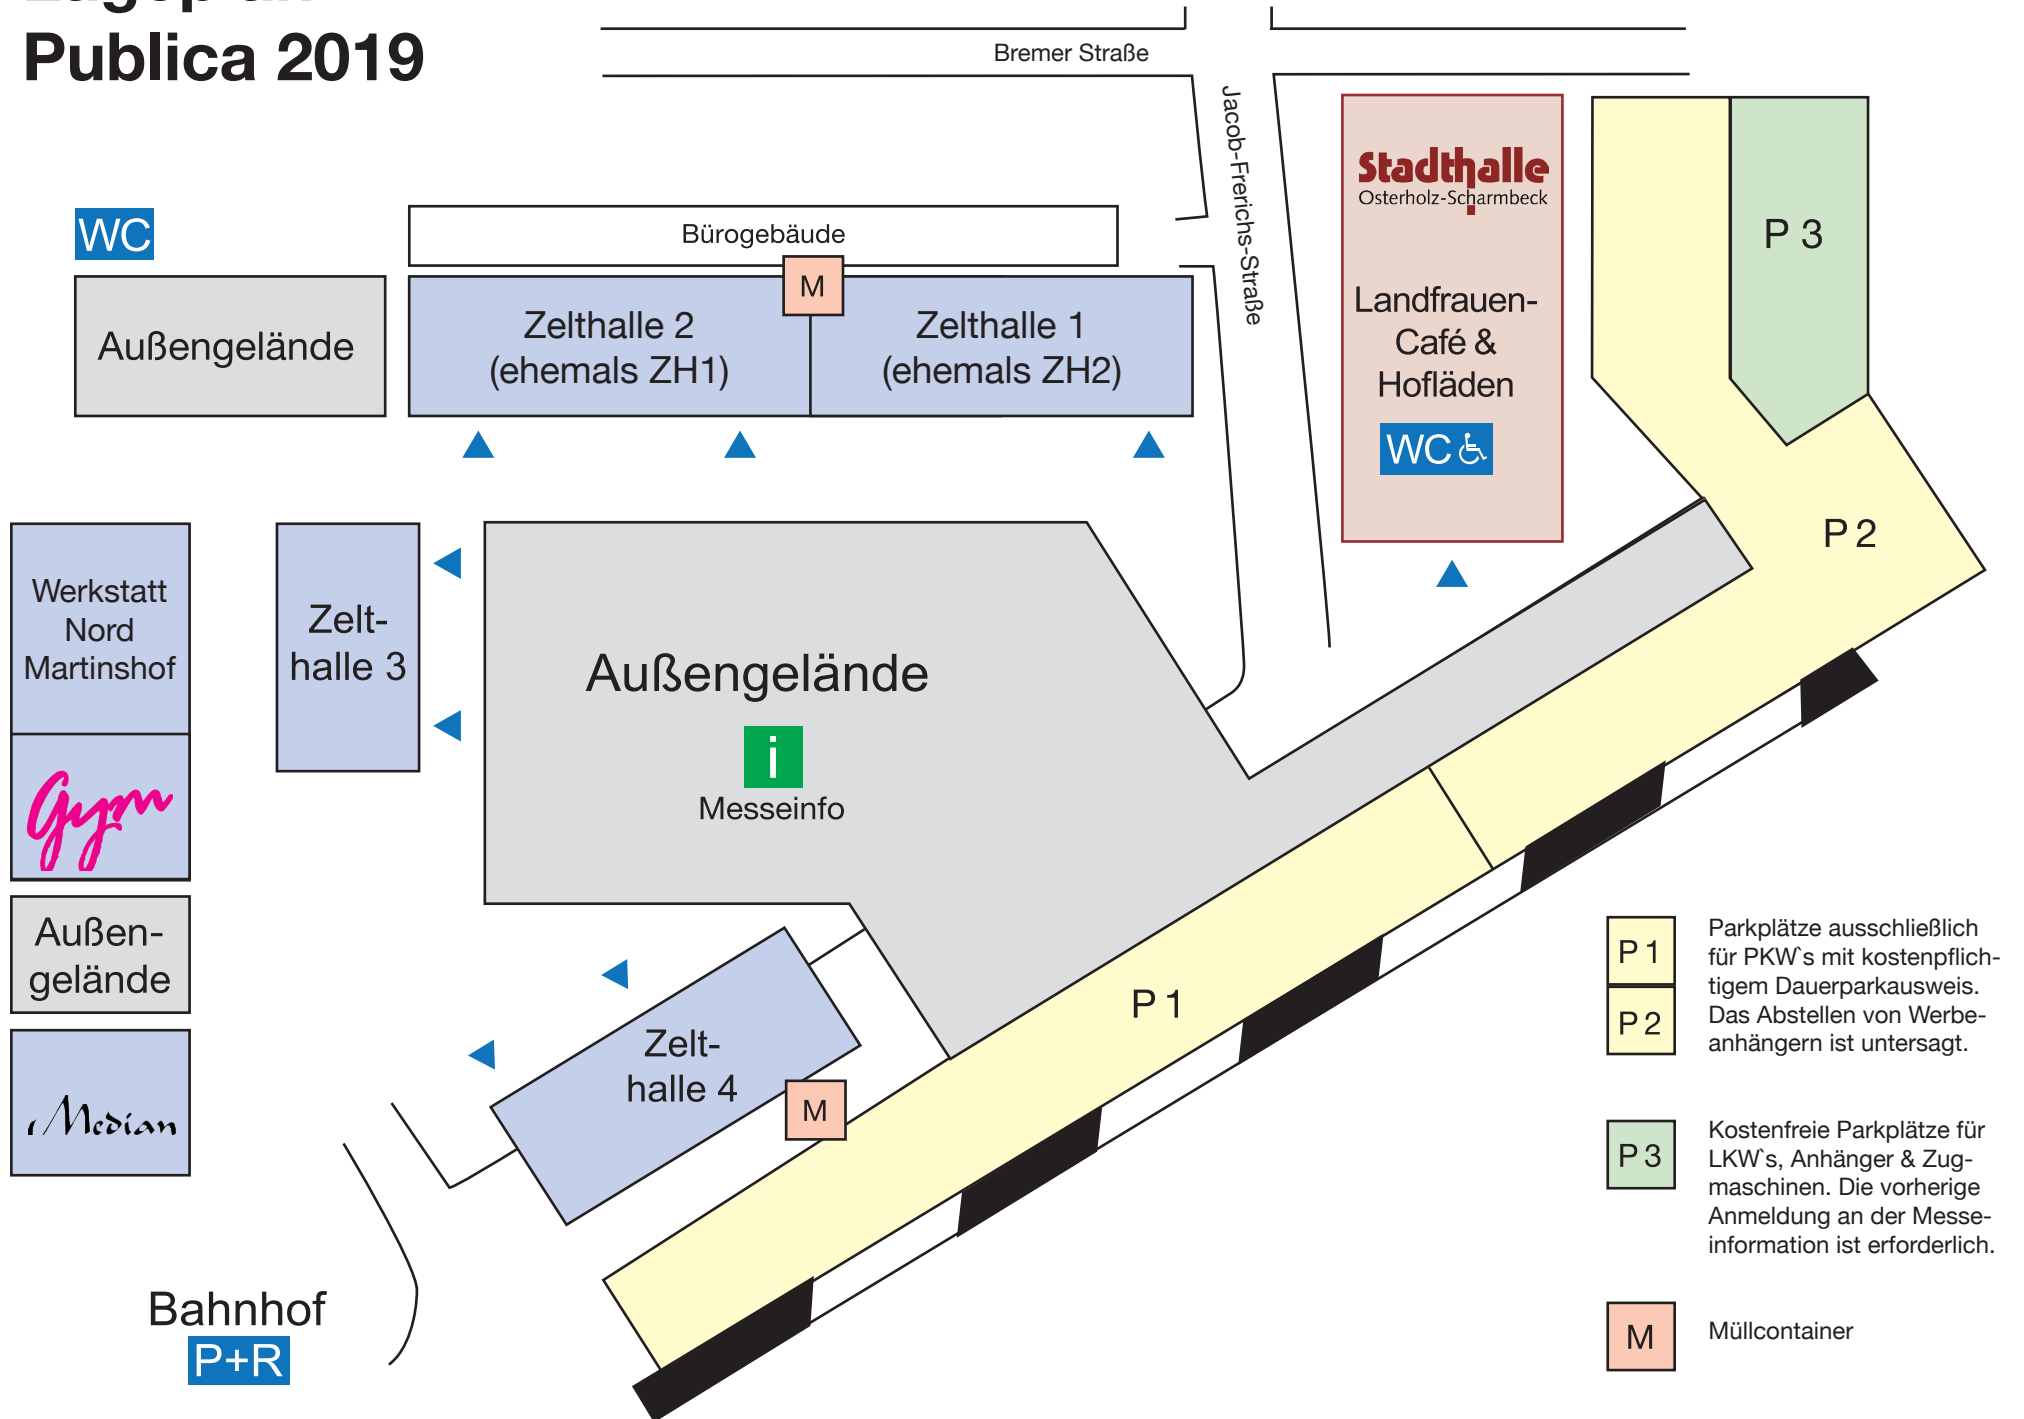 Publica 2019
Bremer Straße
Jacob-Frerichs-Straße
Stadthalle
Osterholz-Scharmbeck
Landfrauen-
Café &
Hofläden
WC
P 3
P 2
WC
Bürogebäude
M
Außengelände
Zelthalle 2
(ehemals ZH1)
Zelthalle 1
(ehemals ZH2)
Werkstatt
Nord
Martinshof
Gym
Zelt-
halle 3
Außengelände
i
Messeinfo
Außen-
gelände
Median
Zelt-
halle 4
M
P 1
Bahnhof
P+R
P 1
P 2
Parkplätze ausschließlich
für PKW`s mit kostenpflich-
tigem Dauerparkausweis.
Das Abstellen von Werbe-
anhängern ist untersagt.
P 3
Kostenfreie Parkplätze für
LKW`s, Anhänger & Zug-
maschinen. Die vorherige
Anmeldung an der Messe-
information ist erforderlich.
M
Müllcontainer